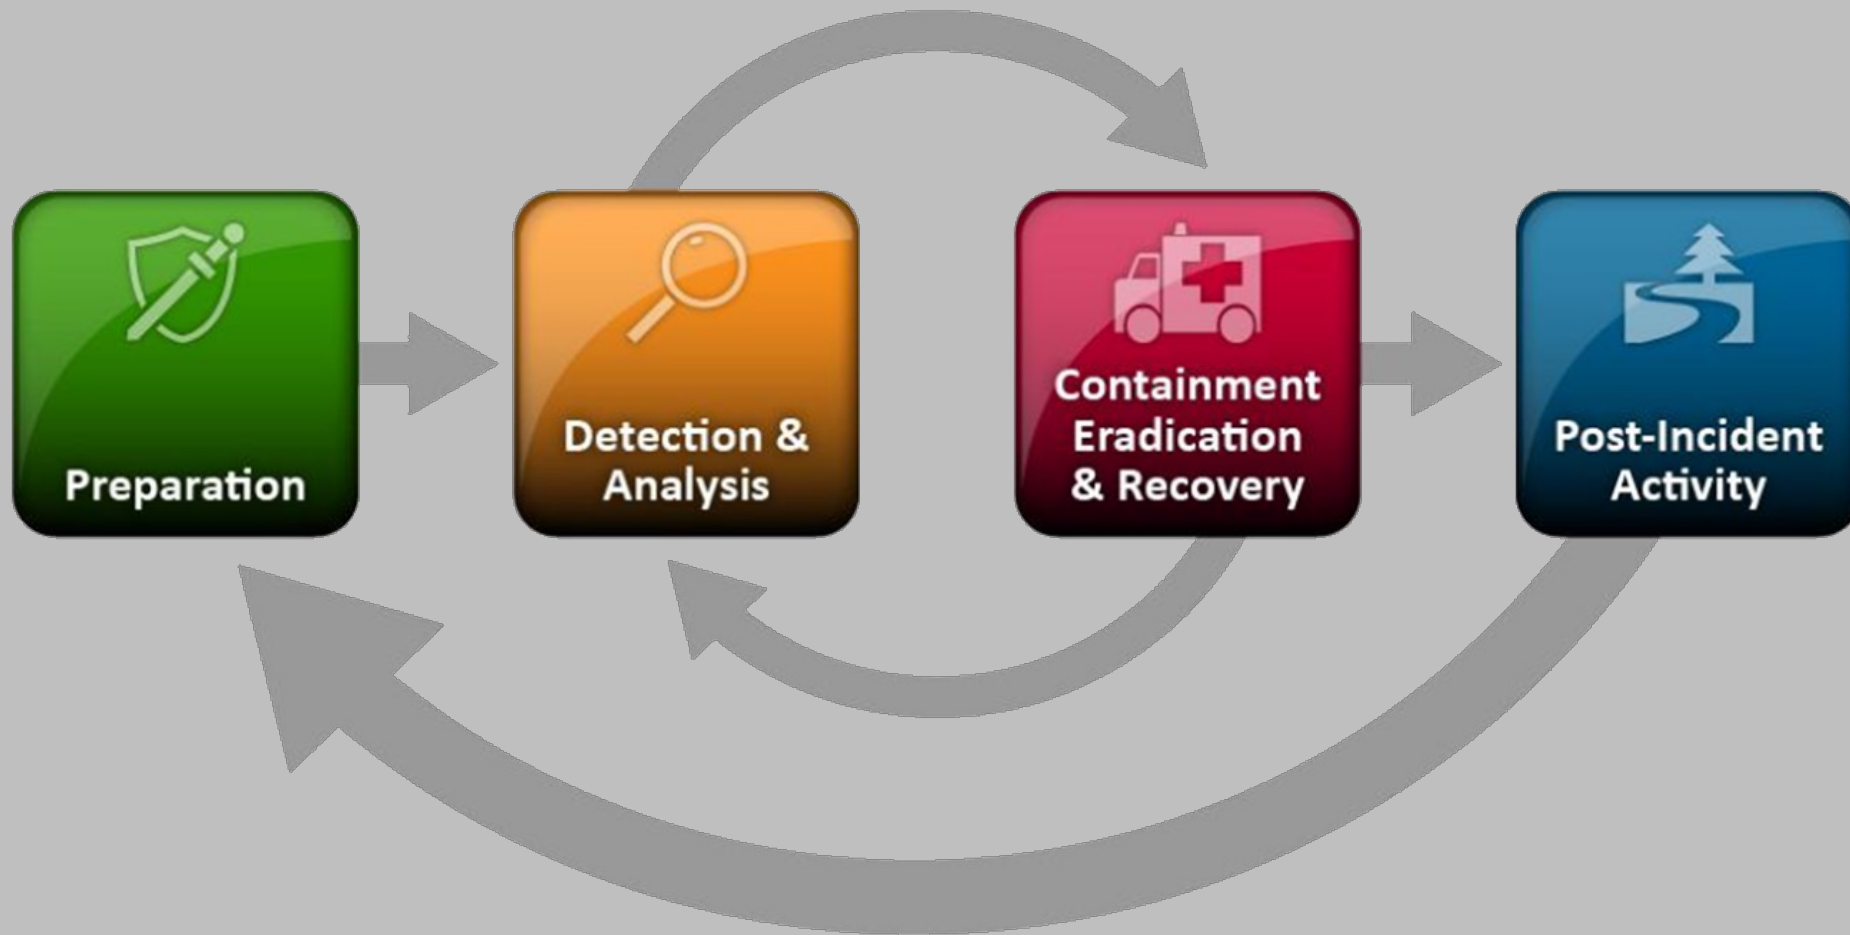 Preparation
Detection &
Analysis
Containment
Eradication
& Recovery
Post-Incident
Activity